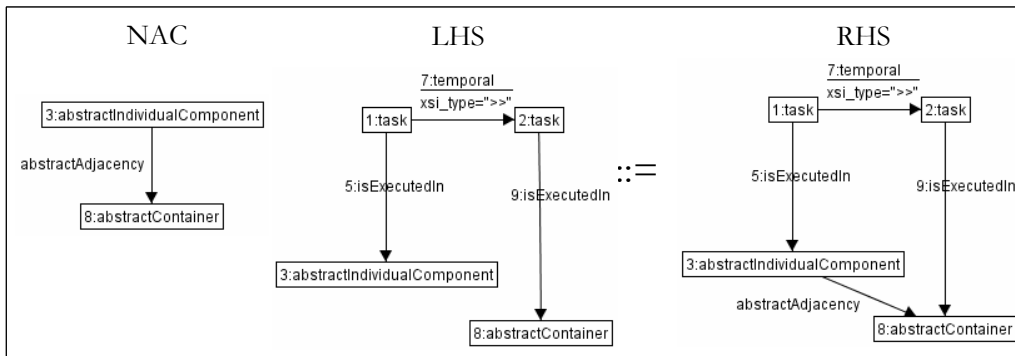 NAC
3:abstractIndividualComponent
abstractAdjacency
8:abstractContainer
LHS
7:temporal
xsi_type=">>"
1:task
2:task
5:isExecutedIn
9:isExecutedIn
3:abstractIndividualComponent
8:abstractContainer
::=
RHS
7:temporal
xsi_type=">>"
1:task
2:task
5:isExecutedIn
9:isExecutedIn
3:abstractIndividualComponent
abstractAdjacency
8:abstractContainer